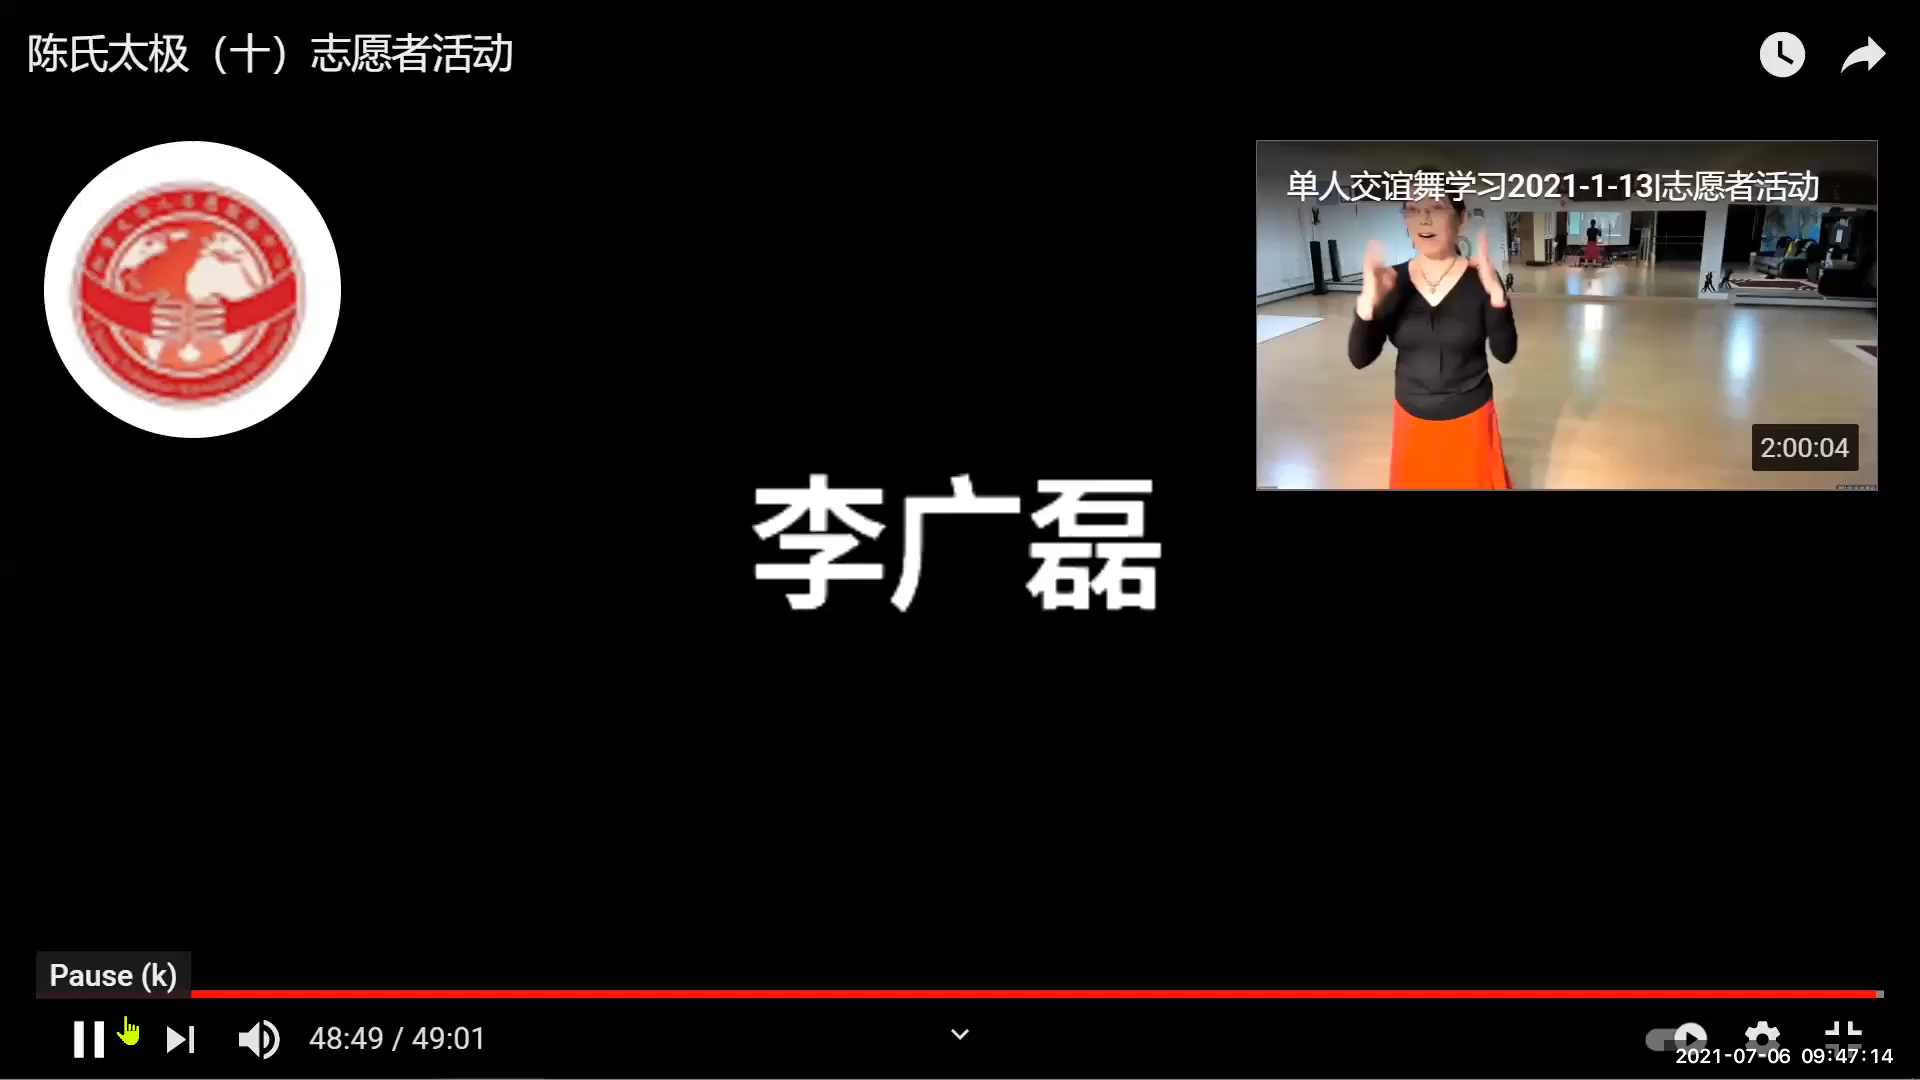 陈氏太极（十）志愿者活动
单人交谊舞学习2021-1-13|志愿者活动
2:00:04
李广磊
Pause (k)
48:49 / 49:01
2021-07-06 09:47:14